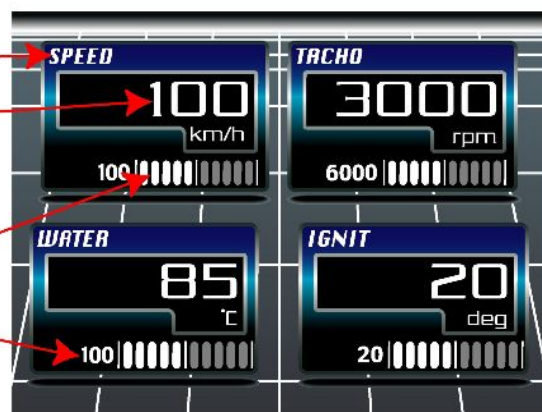 SPEED
100
km/h
100
TACHO
3000
rpm
6000
WATER
85
℃
100
IGNIT
20
deg
20